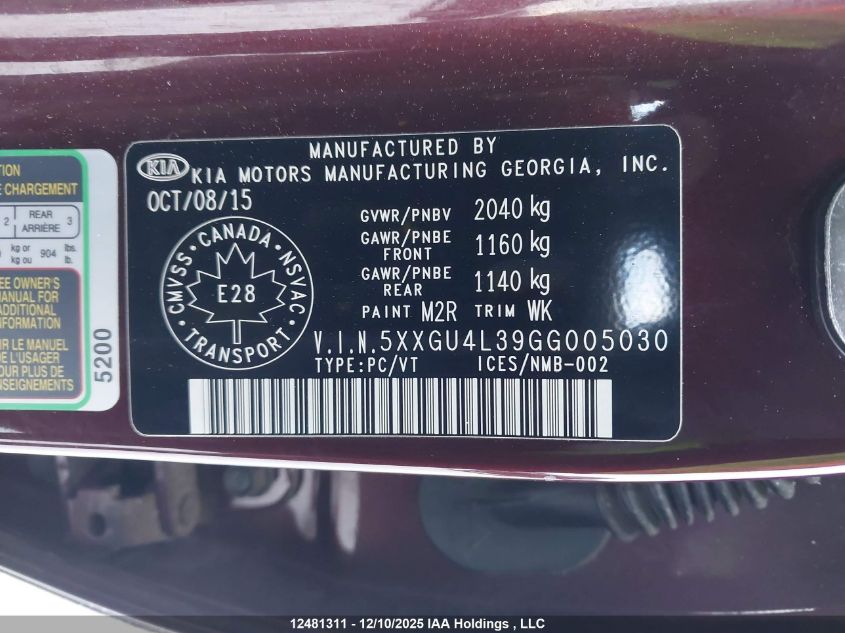 MANUFACTURED BY
KIA KIA MOTORS MANUFACTURING GEORGIA, INC.
OCT/08/15
GVWR/PNBV 2040 kg
GAWR/PNBE FRONT 1160 kg
GAWR/PNBE REAR 1140 kg
PAINT M2R TRIM WK
CMVSS • CANADA • NSVAC
E28
TRANSPORT
V.I.N.5XXGU4L39GG005030
TYPE:PC/VT ICES/NMB-002
CHARGEMENT
2 REAR ARRIÈRE 3
kg or kg ou 904 lbs. lb.
OWNER'S
MANUAL FOR
ADDITIONAL
INFORMATION
LE MANUEL
DE L'USAGER
POUR PLUS DE
RENSEIGNEMENTS
5200
12481311 - 12/10/2025 IAA Holdings , LLC